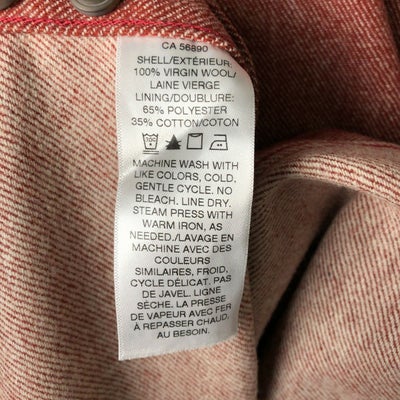 CA 56890
SHELL/EXTÉRIEUR:
100% VIRGIN WOOL/
LAINE VIERGE
LINING/DOUBLURE:
65% POLYESTER
35% COTTON/COTON
MACHINE WASH WITH
LIKE COLORS, COLD.
GENTLE CYCLE. NO
BLEACH. LINE DRY.
STEAM PRESS WITH
WARM IRON, AS
NEEDED./LAVAGE EN
MACHINE AVEC DES
COULEURS
SIMILAIRES, FROID,
CYCLE DÉLICAT. PAS
DE JAVEL. LIGNE
SÈCHE. LA PRESSE
DE VAPEUR AVEC FER
À REPASSER CHAUD,
AU BESOIN.